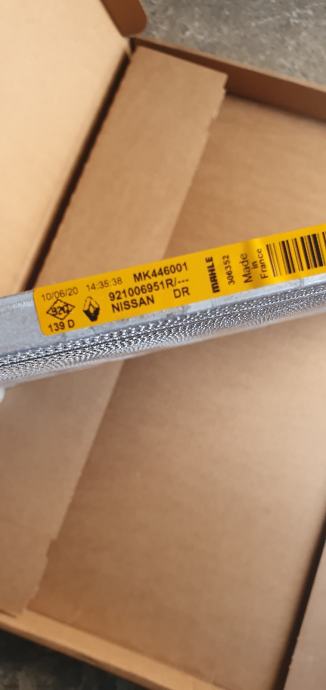 10/06/20 14:35:38 MK446001
921006951R/---
NISSAN DR
139 D
MAHLE
306352
Made
in
France